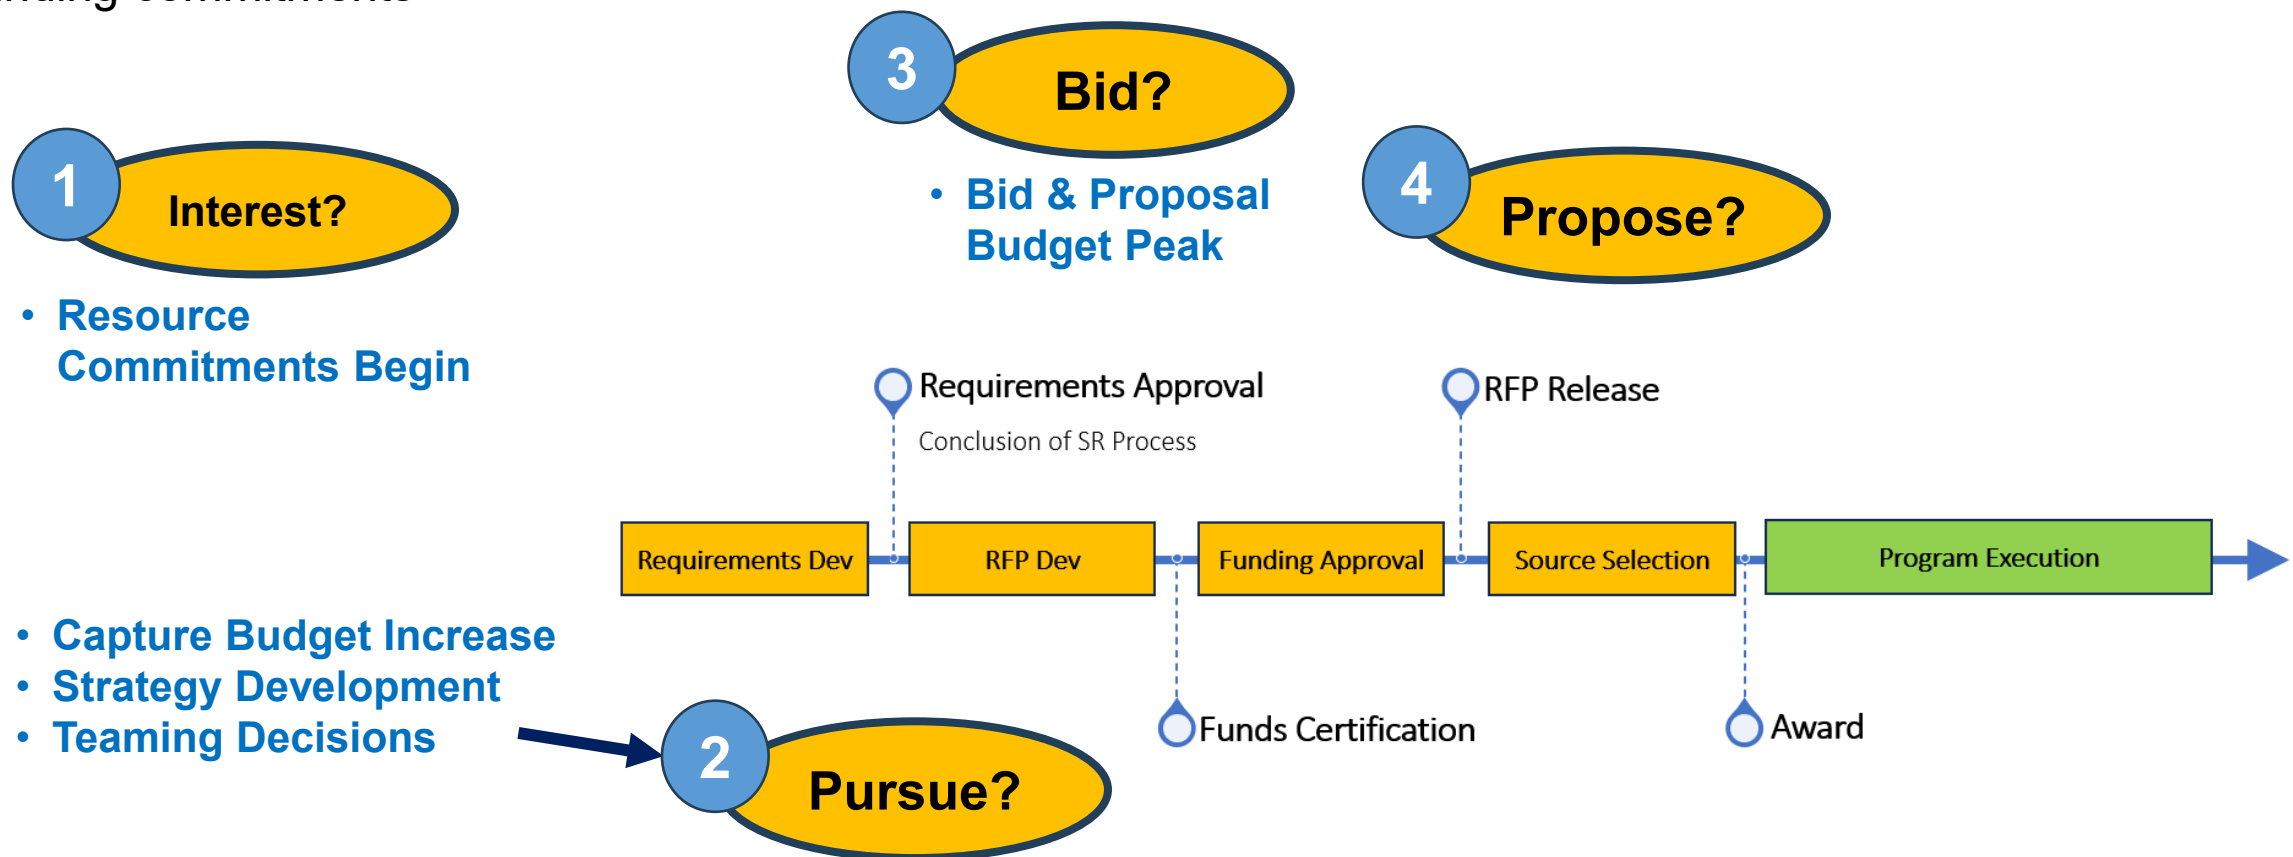 3
Bid?
1
Interest?
• Bid & Proposal
Budget Peak
4
Propose?
• Resource
Commitments Begin
Requirements Approval
Conclusion of SR Process
RFP Release
Requirements Dev
RFP Dev
Funding Approval
Source Selection
Program Execution
• Capture Budget Increase
• Strategy Development
• Teaming Decisions
2
Pursue?
Funds Certification
Award